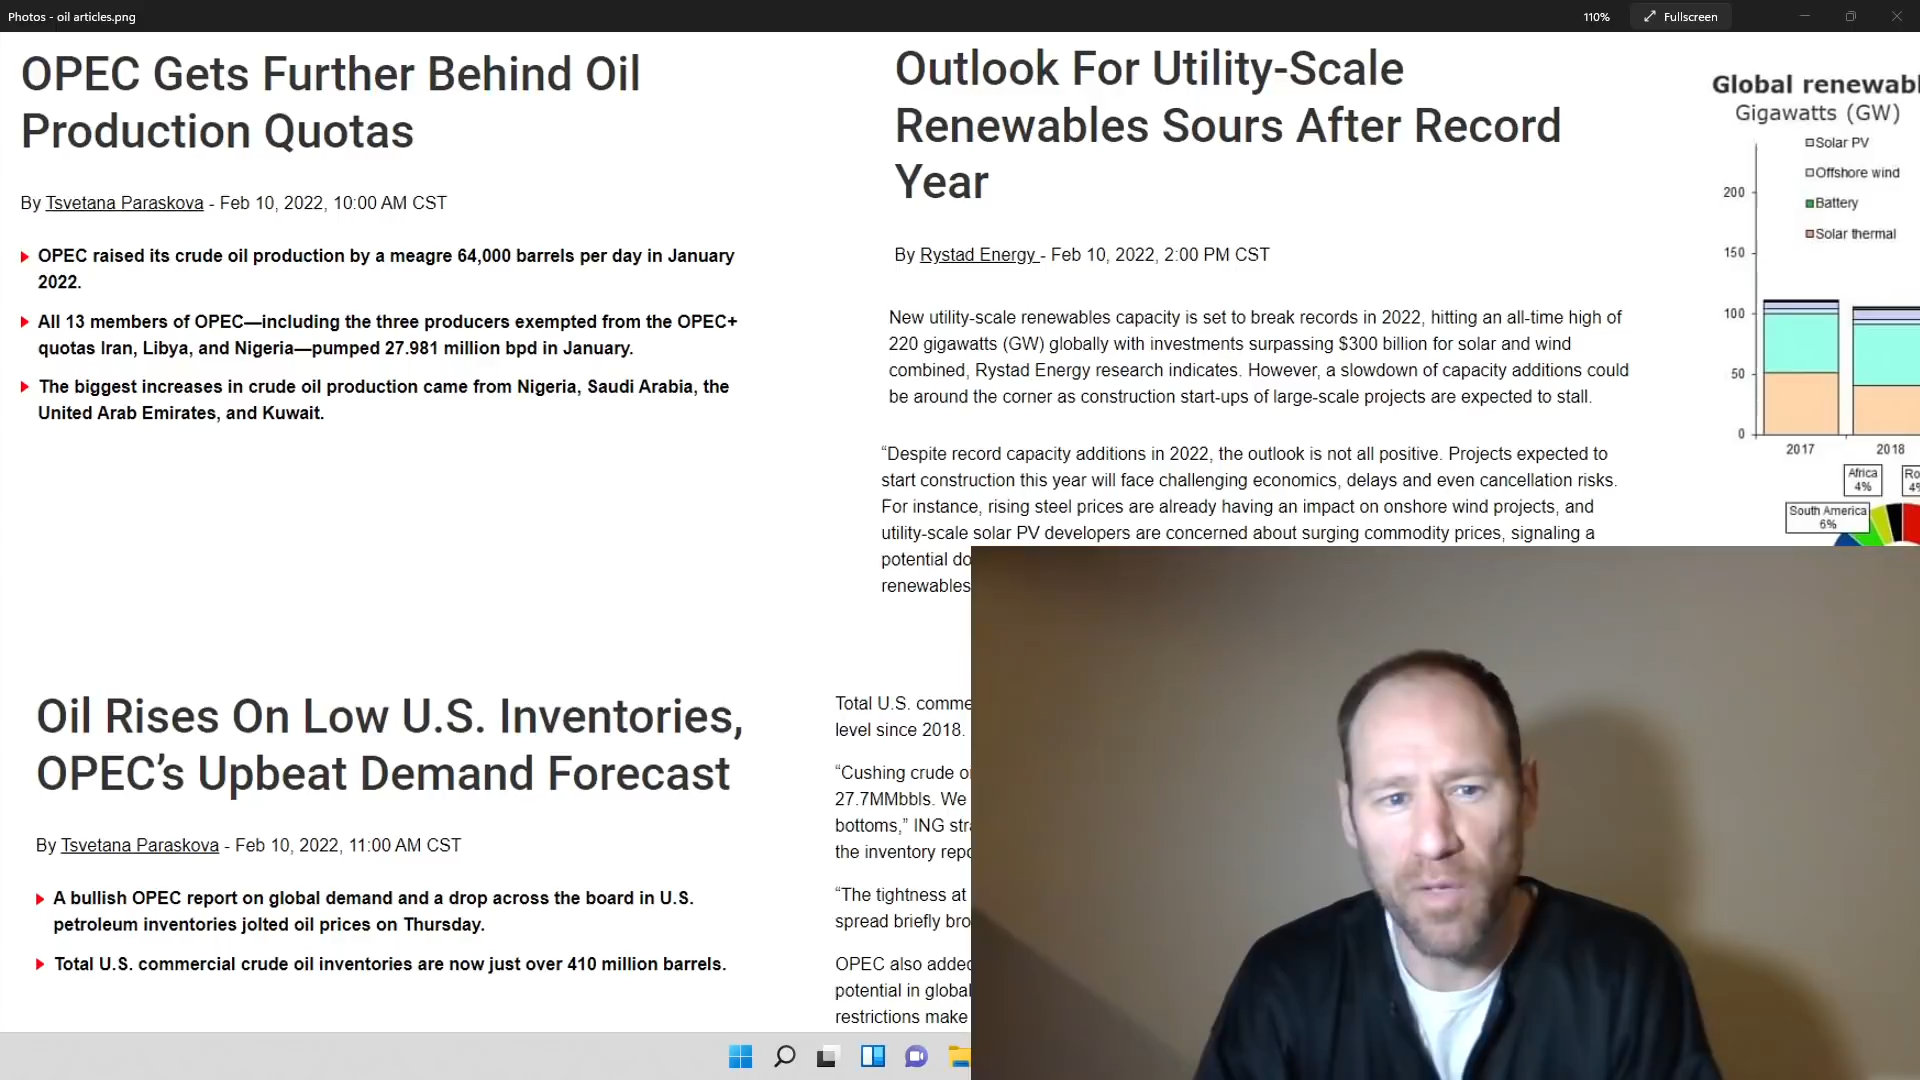 Photos - oil articles.png
110%
Fullscreen
OPEC Gets Further Behind Oil
Production Quotas
By Tsvetana Paraskova - Feb 10, 2022, 10:00 AM CST
OPEC raised its crude oil production by a meagre 64,000 barrels per day in January
2022.
All 13 members of OPEC—including the three producers exempted from the OPEC+
quotas Iran, Libya, and Nigeria—pumped 27.981 million bpd in January.
The biggest increases in crude oil production came from Nigeria, Saudi Arabia, the
United Arab Emirates, and Kuwait.
Outlook For Utility-Scale
Renewables Sours After Record
Year
By Rystad Energy - Feb 10, 2022, 2:00 PM CST
New utility-scale renewables capacity is set to break records in 2022, hitting an all-time high of
220 gigawatts (GW) globally with investments surpassing $300 billion for solar and wind
combined, Rystad Energy research indicates. However, a slowdown of capacity additions could
be around the corner as construction start-ups of large-scale projects are expected to stall.
“Despite record capacity additions in 2022, the outlook is not all positive. Projects expected to
start construction this year will face challenging economics, delays and even cancellation risks.
For instance, rising steel prices are already having an impact on onshore wind projects, and
utility-scale solar PV developers are concerned about surging commodity prices, signaling a
potential do
renewables
Global renewabl
Gigawatts (GW)
Solar PV
Offshore wind
Battery
Solar thermal
200
150
100
50
0
2017
2018
Africa
4%
Ro
4%
South America
6%
Oil Rises On Low U.S. Inventories,
OPEC’s Upbeat Demand Forecast
By Tsvetana Paraskova - Feb 10, 2022, 11:00 AM CST
A bullish OPEC report on global demand and a drop across the board in U.S.
petroleum inventories jolted oil prices on Thursday.
Total U.S. commercial crude oil inventories are now just over 410 million barrels.
Total U.S. comme
level since 2018.
“Cushing crude o
27.7MMbbls. We
bottoms,” ING stra
the inventory repo
“The tightness at
spread briefly bro
OPEC also added
potential in global
restrictions make